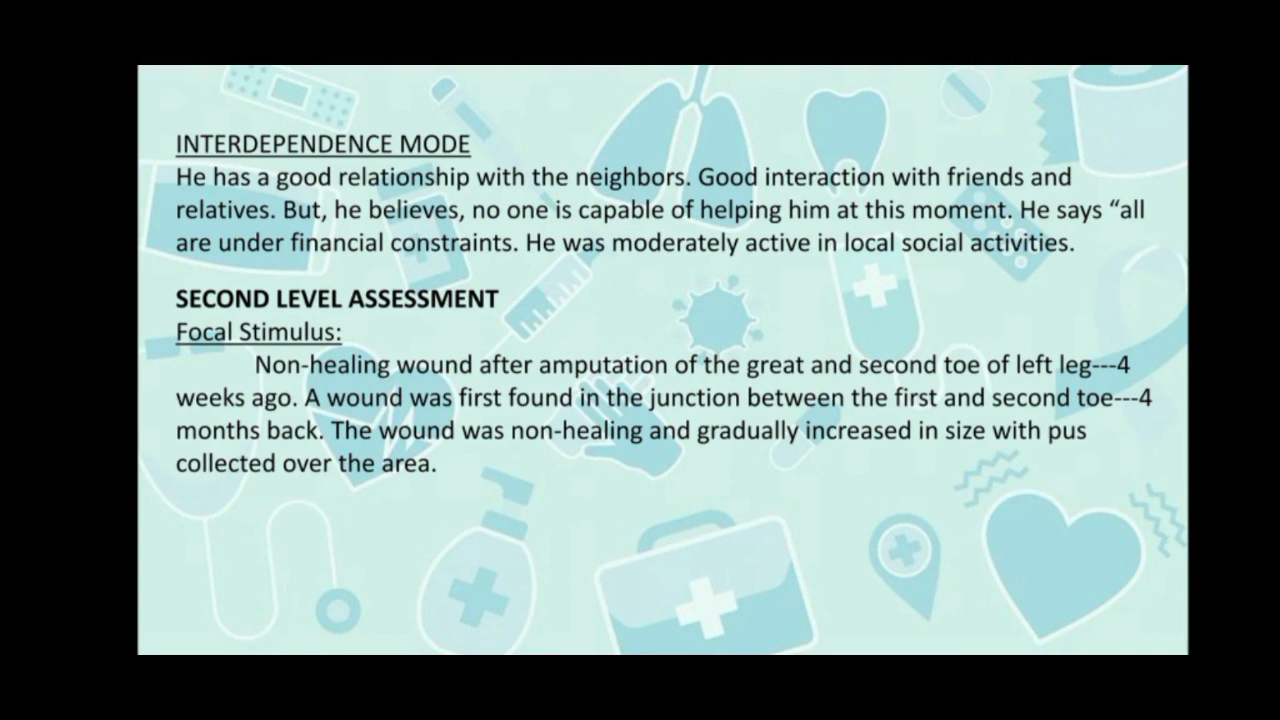 INTERDEPENDENCE MODE
He has a good relationship with the neighbors. Good interaction with friends and
relatives. But, he believes, no one is capable of helping him at this moment. He says “all
are under financial constraints. He was moderately active in local social activities.
SECOND LEVEL ASSESSMENT
Focal Stimulus:
Non-healing wound after amputation of the great and second toe of left leg---4
weeks ago. A wound was first found in the junction between the first and second toe---4
months back. The wound was non-healing and gradually increased in size with pus
collected over the area.